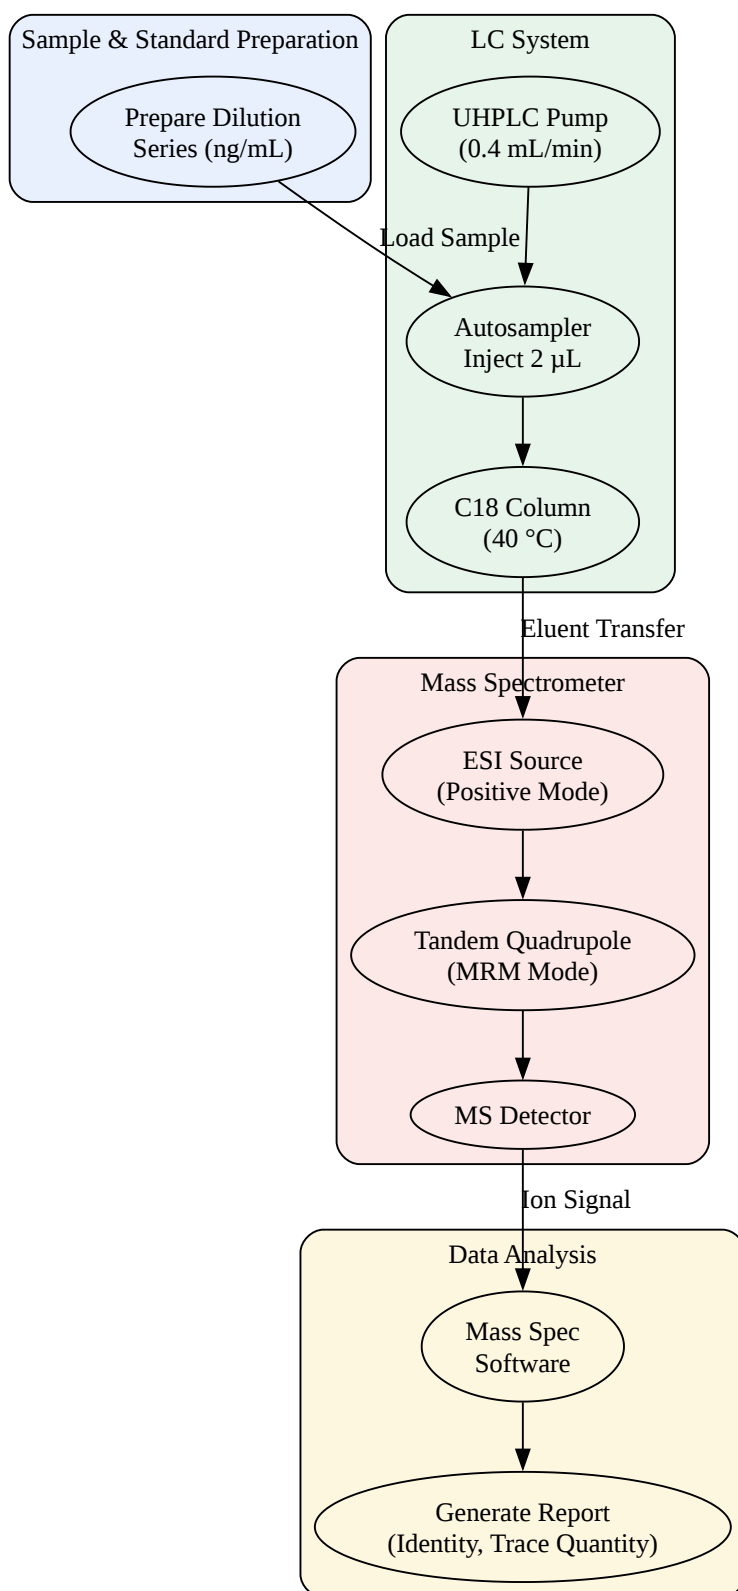 Sample & Standard Preparation
Prepare Dilution
Series (ng/mL)
LC System
UHPLC Pump
(0.4 mL/min)
Load Sample
Autosampler
Inject 2 µL
C18 Column
(40 °C)
Eluent Transfer
Mass Spectrometer
ESI Source
(Positive Mode)
Tandem Quadrupole
(MRM Mode)
MS Detector
Ion Signal
Data Analysis
Mass Spec
Software
Generate Report
(Identity, Trace Quantity)